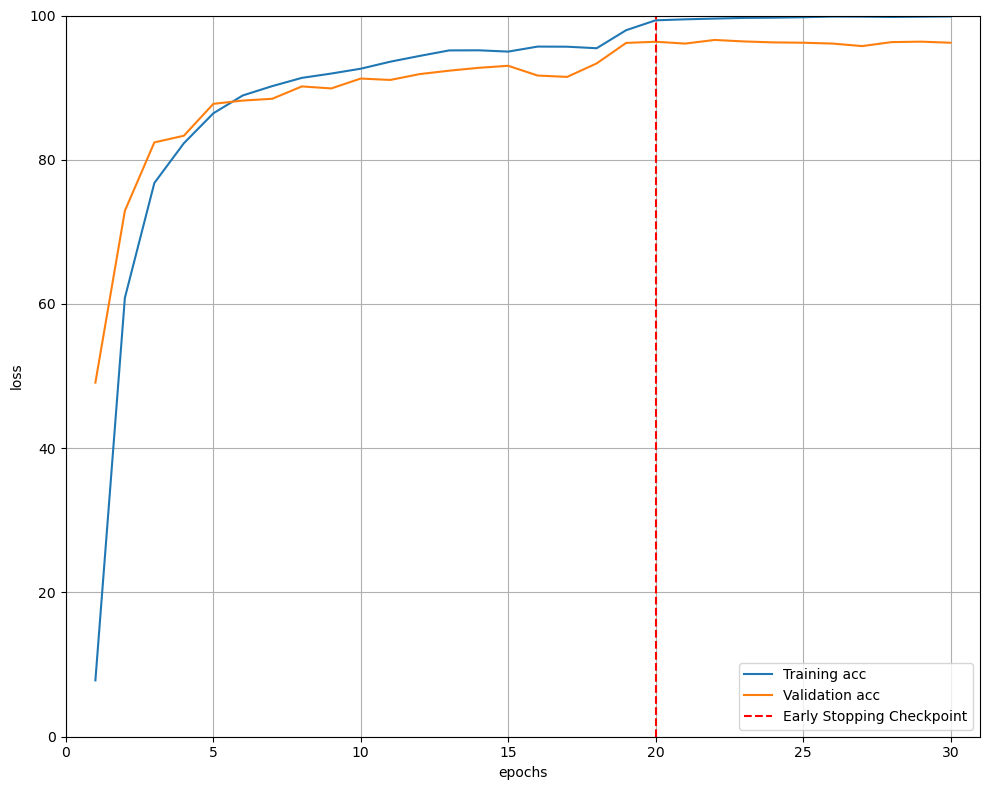 100
80
60
40
20
0
loss
0 5 10 15 20 25 30
epochs
Training acc
Validation acc
Early Stopping Checkpoint